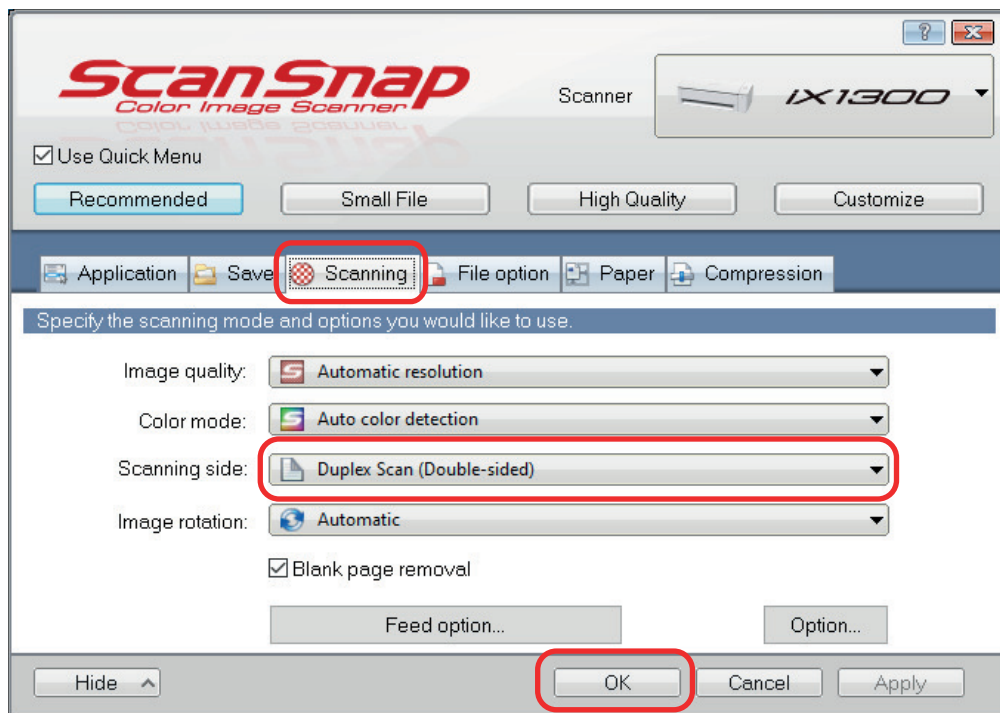 ?
ScanSnap
Color Image Scanner
Scanner
iX1300
Use Quick Menu
Recommended
Small File
High Quality
Customize
Application
Save
Scanning
File option
Paper
Compression
Specify the scanning mode and options you would like to use.
Image quality:
Automatic resolution
Color mode:
Auto color detection
Scanning side:
Duplex Scan (Double-sided)
Image rotation:
Automatic
Blank page removal
Feed option...
Option...
Hide
OK
Cancel
Apply